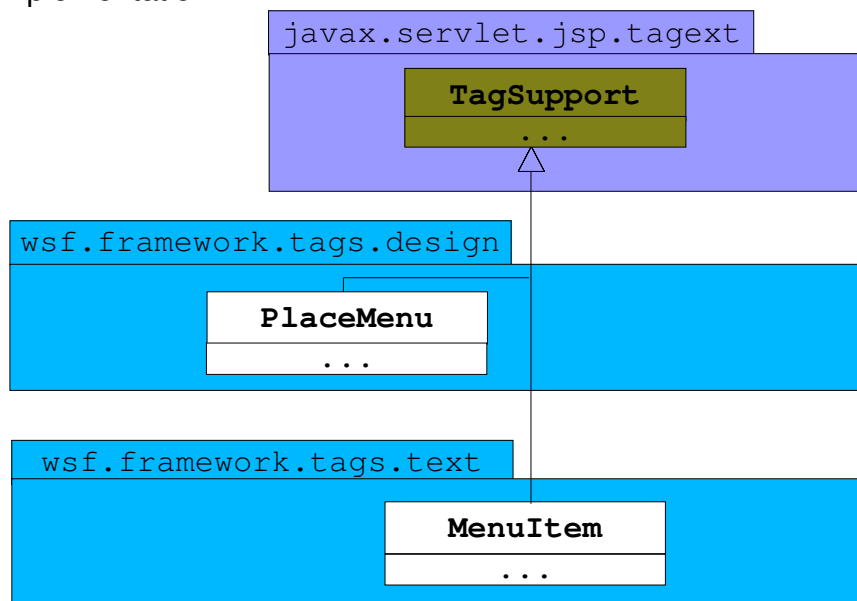 javax.servlet.jsp.tagext
TagSupport
...
wsf.framework.tags.design
PlaceMenu
...
wsf.framework.tags.text
MenuItem
...